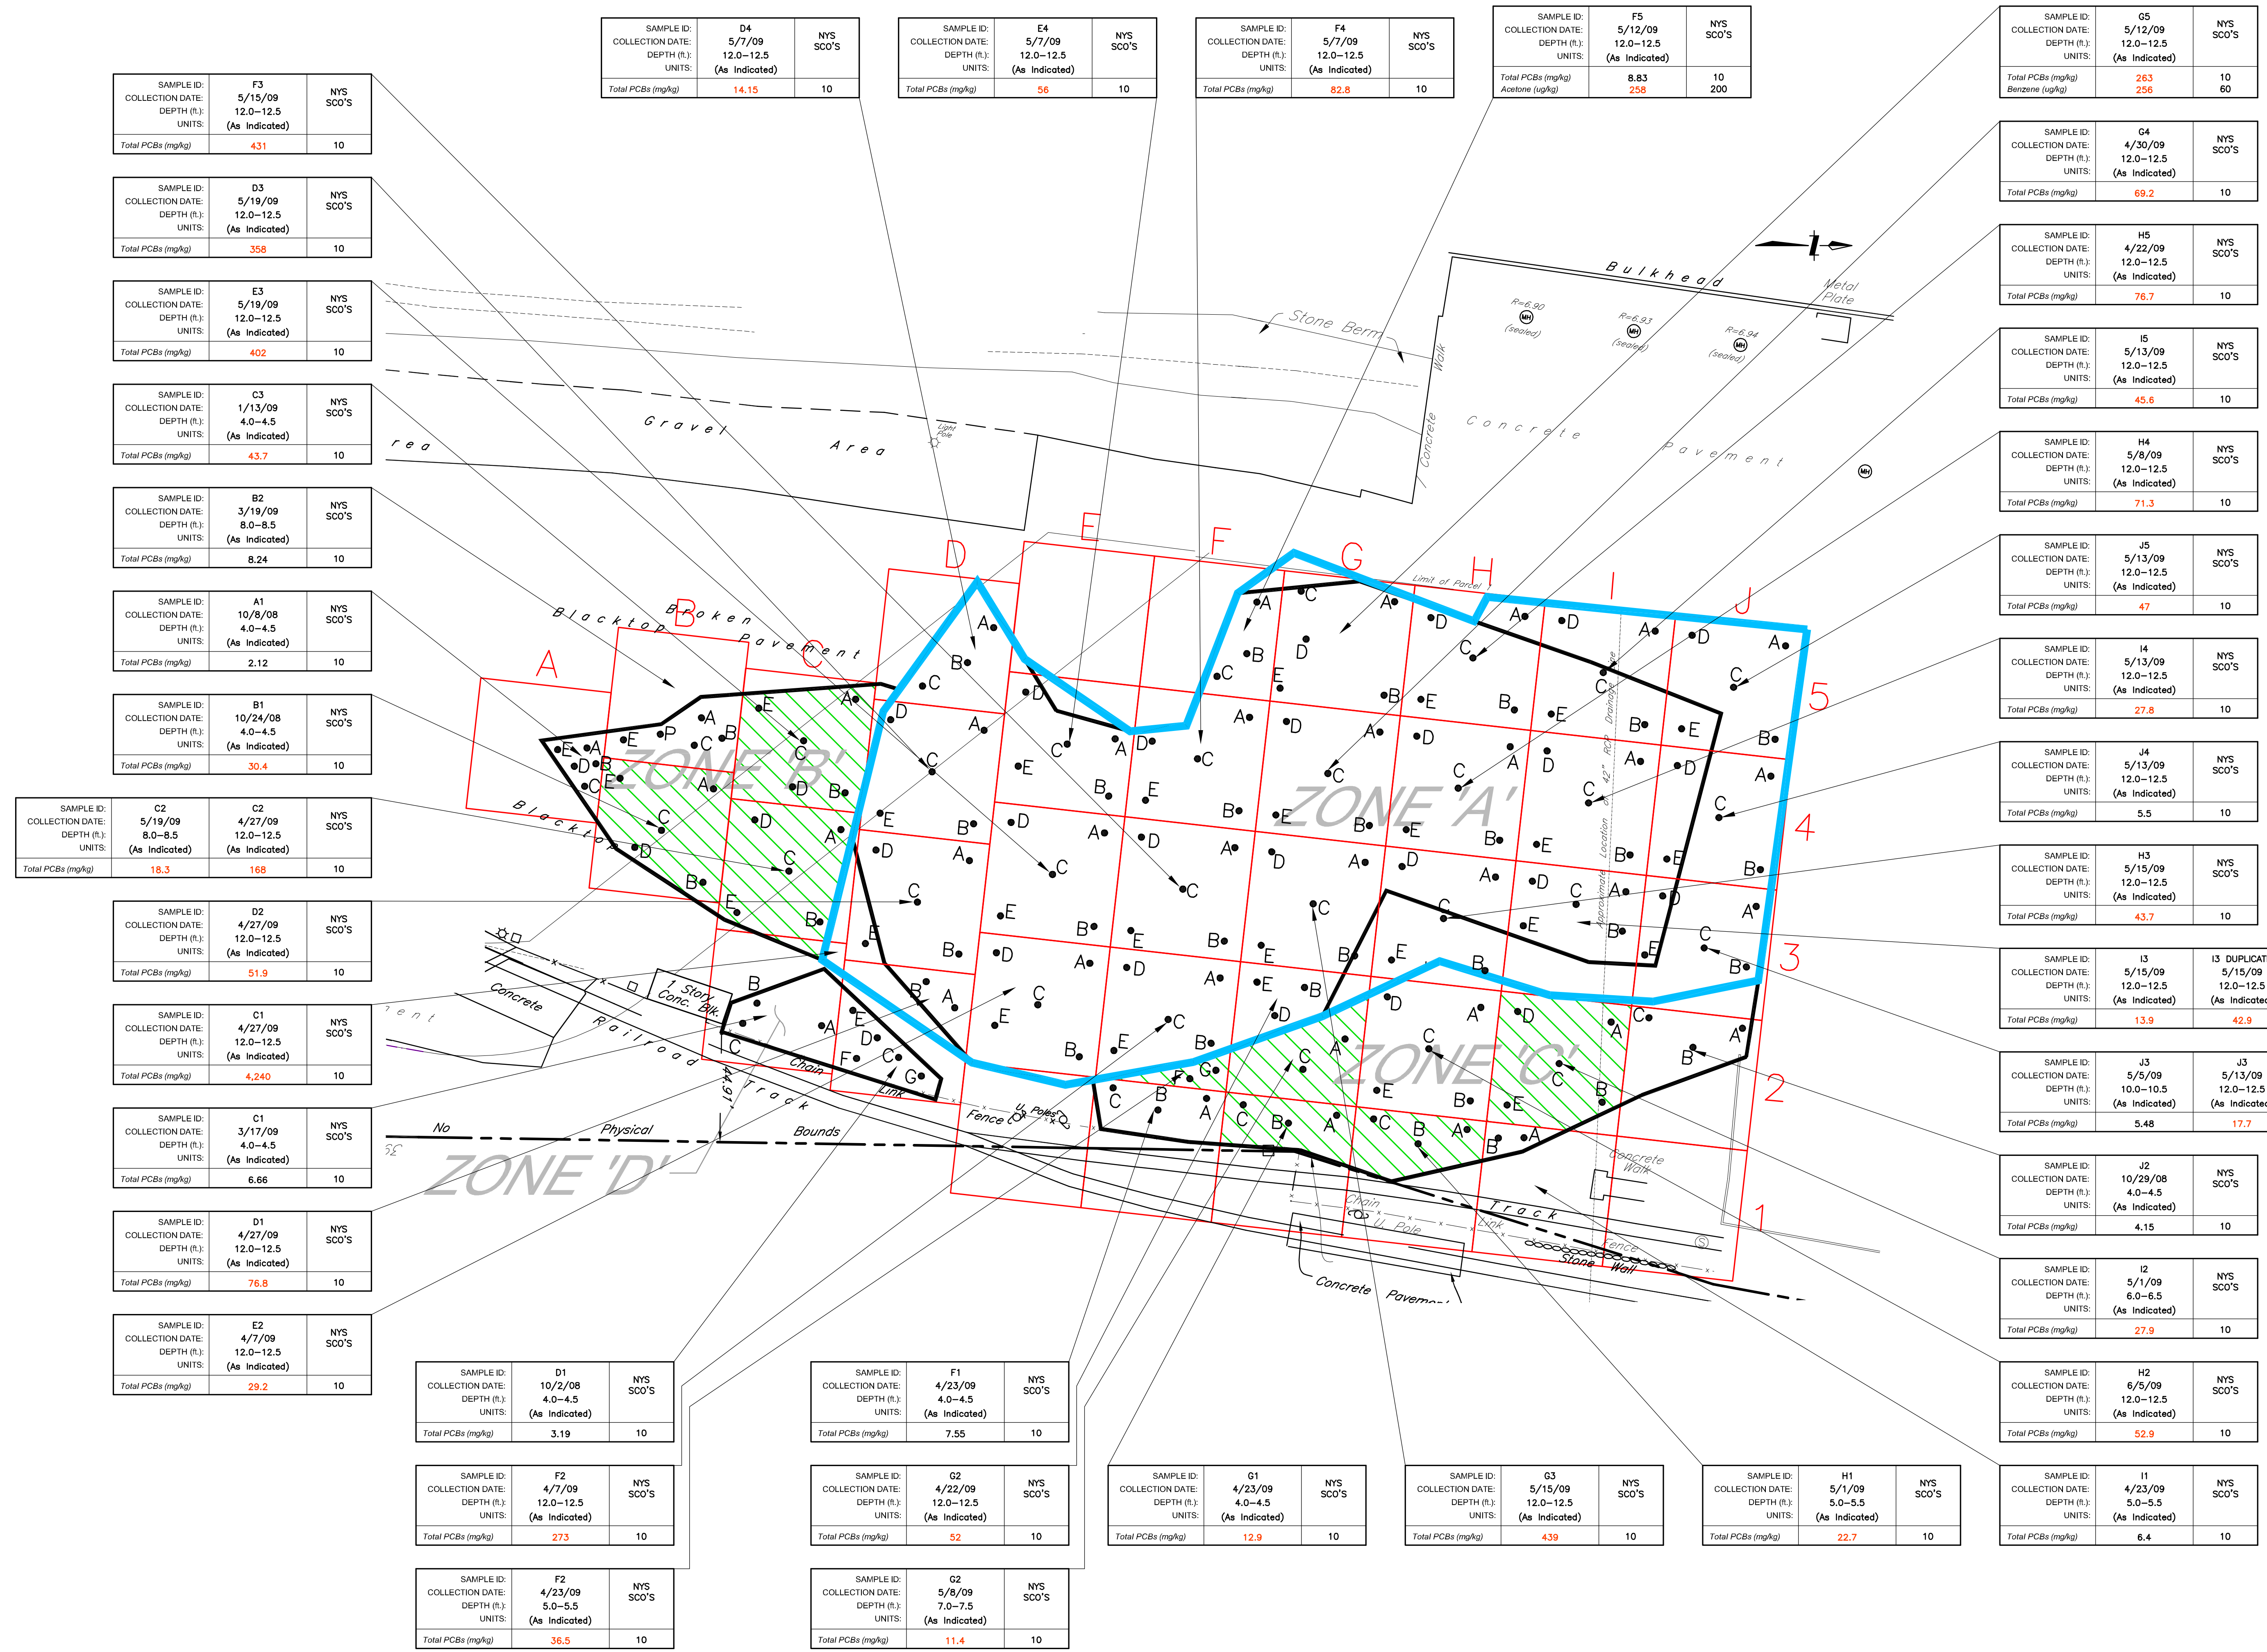 SAMPLE ID: D4 NYS SCO'S
COLLECTION DATE: 5/7/09
DEPTH (ft.): 12.0-12.5
UNITS: (As Indicated)
Total PCBs (mg/kg) 14.15 10
SAMPLE ID: E4 NYS SCO'S
COLLECTION DATE: 5/7/09
DEPTH (ft.): 12.0-12.5
UNITS: (As Indicated)
Total PCBs (mg/kg) 56 10
SAMPLE ID: F4 NYS SCO'S
COLLECTION DATE: 5/7/09
DEPTH (ft.): 12.0-12.5
UNITS: (As Indicated)
Total PCBs (mg/kg) 82.8 10
SAMPLE ID: F5 NYS SCO'S
COLLECTION DATE: 5/12/09
DEPTH (ft.): 12.0-12.5
UNITS: (As Indicated)
Total PCBs (mg/kg) 8.83 10
Acetone (ug/kg) 258 200
SAMPLE ID: G5 NYS SCO'S
COLLECTION DATE: 5/12/09
DEPTH (ft.): 12.0-12.5
UNITS: (As Indicated)
Total PCBs (mg/kg) 263 10
Benzene (ug/kg) 256 60
SAMPLE ID: F3 NYS SCO'S
COLLECTION DATE: 5/15/09
DEPTH (ft.): 12.0-12.5
UNITS: (As Indicated)
Total PCBs (mg/kg) 431 10
SAMPLE ID: D3 NYS SCO'S
COLLECTION DATE: 5/19/09
DEPTH (ft.): 12.0-12.5
UNITS: (As Indicated)
Total PCBs (mg/kg) 358 10
SAMPLE ID: E3 NYS SCO'S
COLLECTION DATE: 5/19/09
DEPTH (ft.): 12.0-12.5
UNITS: (As Indicated)
Total PCBs (mg/kg) 402 10
SAMPLE ID: C3 NYS SCO'S
COLLECTION DATE: 1/13/09
DEPTH (ft.): 4.0-4.5
UNITS: (As Indicated)
Total PCBs (mg/kg) 43.7 10
SAMPLE ID: B2 NYS SCO'S
COLLECTION DATE: 3/19/09
DEPTH (ft.): 8.0-8.5
UNITS: (As Indicated)
Total PCBs (mg/kg) 8.24 10
SAMPLE ID: A1 NYS SCO'S
COLLECTION DATE: 10/8/08
DEPTH (ft.): 4.0-4.5
UNITS: (As Indicated)
Total PCBs (mg/kg) 2.12 10
SAMPLE ID: B1 NYS SCO'S
COLLECTION DATE: 10/24/08
DEPTH (ft.): 4.0-4.5
UNITS: (As Indicated)
Total PCBs (mg/kg) 30.4 10
SAMPLE ID: C2 C2 NYS SCO'S
COLLECTION DATE: 5/19/09 4/27/09
DEPTH (ft.): 8.0-8.5 12.0-12.5
UNITS: (As Indicated) (As Indicated)
Total PCBs (mg/kg) 18.3 168 10
SAMPLE ID: D2 NYS SCO'S
COLLECTION DATE: 4/27/09
DEPTH (ft.): 12.0-12.5
UNITS: (As Indicated)
Total PCBs (mg/kg) 51.9 10
SAMPLE ID: C1 NYS SCO'S
COLLECTION DATE: 4/27/09
DEPTH (ft.): 12.0-12.5
UNITS: (As Indicated)
Total PCBs (mg/kg) 4,240 10
SAMPLE ID: C1 NYS SCO'S
COLLECTION DATE: 3/17/09
DEPTH (ft.): 4.0-4.5
UNITS: (As Indicated)
Total PCBs (mg/kg) 6.66 10
SAMPLE ID: D1 NYS SCO'S
COLLECTION DATE: 4/27/09
DEPTH (ft.): 12.0-12.5
UNITS: (As Indicated)
Total PCBs (mg/kg) 76.8 10
SAMPLE ID: E2 NYS SCO'S
COLLECTION DATE: 4/7/09
DEPTH (ft.): 12.0-12.5
UNITS: (As Indicated)
Total PCBs (mg/kg) 29.2 10
Bulkhead
Metal
Plate
R=6.90
MH
(sealed)
R=6.93
MH
(sealed)
R=6.94
MH
(sealed)
Stone Berm
Concrete Walk
Concrete Pavement
MH
Gravel Area
Light
Pole
rea
A B C D E F G H I J
5
4
3
2
1
Limit of Parcel
Blacktop
Broken Pavement
Blacktop
ZONE 'A'
ZONE 'B'
ZONE 'C'
ZONE 'D'
Approximate Location of 42" RCP Drainage
1 Story
Conc. Blk.
Concrete
Railroad Track
Chain Link Fence
44.91'
U. Poles
No Physical Bounds
Chain Link Fence
U. Pole
Track
Stone Wall
Concrete
Walk
S
Concrete
SAMPLE ID: G4 NYS SCO'S
COLLECTION DATE: 4/30/09
DEPTH (ft.): 12.0-12.5
UNITS: (As Indicated)
Total PCBs (mg/kg) 69.2 10
SAMPLE ID: H5 NYS SCO'S
COLLECTION DATE: 4/22/09
DEPTH (ft.): 12.0-12.5
UNITS: (As Indicated)
Total PCBs (mg/kg) 76.7 10
SAMPLE ID: I5 NYS SCO'S
COLLECTION DATE: 5/13/09
DEPTH (ft.): 12.0-12.5
UNITS: (As Indicated)
Total PCBs (mg/kg) 45.6 10
SAMPLE ID: H4 NYS SCO'S
COLLECTION DATE: 5/8/09
DEPTH (ft.): 12.0-12.5
UNITS: (As Indicated)
Total PCBs (mg/kg) 71.3 10
SAMPLE ID: J5 NYS SCO'S
COLLECTION DATE: 5/13/09
DEPTH (ft.): 12.0-12.5
UNITS: (As Indicated)
Total PCBs (mg/kg) 47 10
SAMPLE ID: I4 NYS SCO'S
COLLECTION DATE: 5/13/09
DEPTH (ft.): 12.0-12.5
UNITS: (As Indicated)
Total PCBs (mg/kg) 27.8 10
SAMPLE ID: J4 NYS SCO'S
COLLECTION DATE: 5/13/09
DEPTH (ft.): 12.0-12.5
UNITS: (As Indicated)
Total PCBs (mg/kg) 5.5 10
SAMPLE ID: H3 NYS SCO'S
COLLECTION DATE: 5/15/09
DEPTH (ft.): 12.0-12.5
UNITS: (As Indicated)
Total PCBs (mg/kg) 43.7 10
SAMPLE ID: I3 I3 DUPLICAT
COLLECTION DATE: 5/15/09 5/15/09
DEPTH (ft.): 12.0-12.5 12.0-12.5
UNITS: (As Indicated) (As Indicate
Total PCBs (mg/kg) 13.9 42.9
SAMPLE ID: J3 J3
COLLECTION DATE: 5/5/09 5/13/09
DEPTH (ft.): 10.0-10.5 12.0-12.5
UNITS: (As Indicated) (As Indicate
Total PCBs (mg/kg) 5.48 17.7
SAMPLE ID: J2 NYS SCO'S
COLLECTION DATE: 10/29/08
DEPTH (ft.): 4.0-4.5
UNITS: (As Indicated)
Total PCBs (mg/kg) 4.15 10
SAMPLE ID: I2 NYS SCO'S
COLLECTION DATE: 5/1/09
DEPTH (ft.): 6.0-6.5
UNITS: (As Indicated)
Total PCBs (mg/kg) 27.9 10
SAMPLE ID: H2 NYS SCO'S
COLLECTION DATE: 6/5/09
DEPTH (ft.): 12.0-12.5
UNITS: (As Indicated)
Total PCBs (mg/kg) 52.9 10
SAMPLE ID: D1 NYS SCO'S
COLLECTION DATE: 10/2/08
DEPTH (ft.): 4.0-4.5
UNITS: (As Indicated)
Total PCBs (mg/kg) 3.19 10
SAMPLE ID: F1 NYS SCO'S
COLLECTION DATE: 4/23/09
DEPTH (ft.): 4.0-4.5
UNITS: (As Indicated)
Total PCBs (mg/kg) 7.55 10
SAMPLE ID: F2 NYS SCO'S
COLLECTION DATE: 4/7/09
DEPTH (ft.): 12.0-12.5
UNITS: (As Indicated)
Total PCBs (mg/kg) 273 10
SAMPLE ID: G2 NYS SCO'S
COLLECTION DATE: 4/22/09
DEPTH (ft.): 12.0-12.5
UNITS: (As Indicated)
Total PCBs (mg/kg) 52 10
SAMPLE ID: G1 NYS SCO'S
COLLECTION DATE: 4/23/09
DEPTH (ft.): 4.0-4.5
UNITS: (As Indicated)
Total PCBs (mg/kg) 12.9 10
SAMPLE ID: G3 NYS SCO'S
COLLECTION DATE: 5/15/09
DEPTH (ft.): 12.0-12.5
UNITS: (As Indicated)
Total PCBs (mg/kg) 439 10
SAMPLE ID: H1 NYS SCO'S
COLLECTION DATE: 5/1/09
DEPTH (ft.): 5.0-5.5
UNITS: (As Indicated)
Total PCBs (mg/kg) 22.7 10
SAMPLE ID: I1 NYS SCO'S
COLLECTION DATE: 4/23/09
DEPTH (ft.): 5.0-5.5
UNITS: (As Indicated)
Total PCBs (mg/kg) 6.4 10
SAMPLE ID: F2 NYS SCO'S
COLLECTION DATE: 4/23/09
DEPTH (ft.): 5.0-5.5
UNITS: (As Indicated)
Total PCBs (mg/kg) 36.5 10
SAMPLE ID: G2 NYS SCO'S
COLLECTION DATE: 5/8/09
DEPTH (ft.): 7.0-7.5
UNITS: (As Indicated)
Total PCBs (mg/kg) 11.4 10